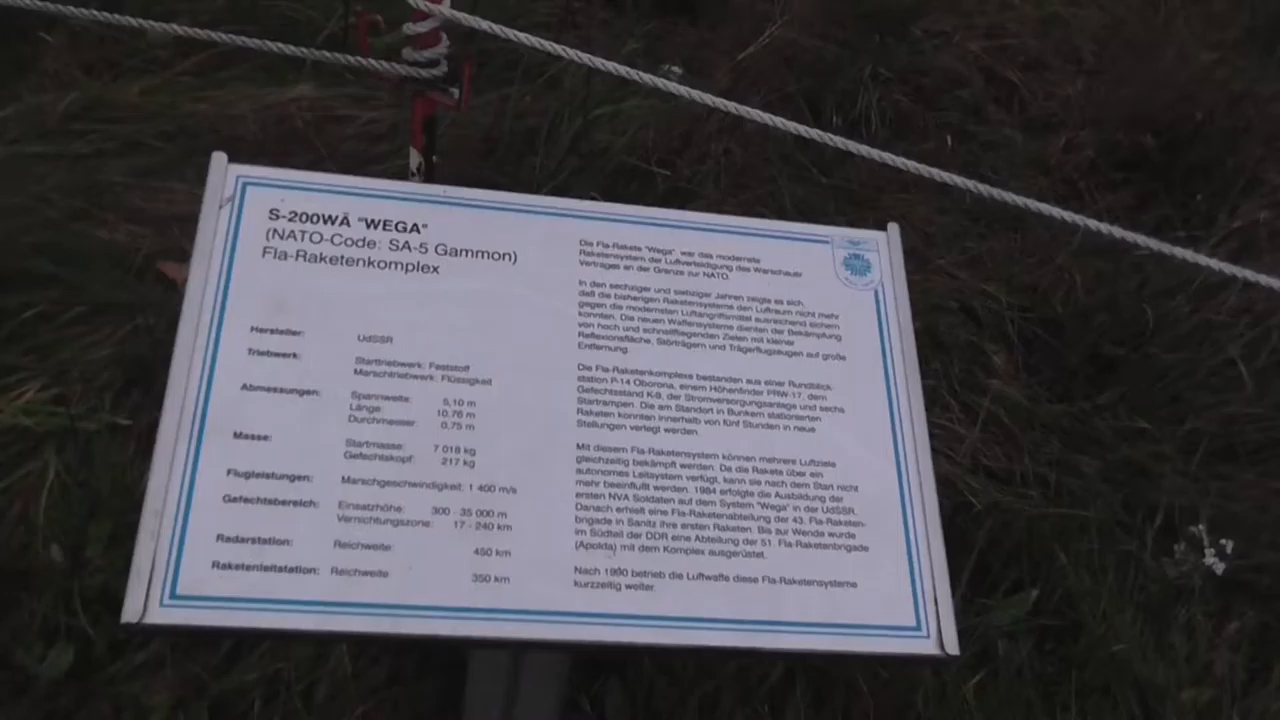 S-200WÄ "WEGA"
(NATO-Code: SA-5 Gammon)
Fla-Raketenkomplex
Hersteller: UdSSR
Triebwerk: Starttriebwerk: Feststoff
Marschtriebwerk: Flüssigkeit
Abmessungen: Spannweite: 5,10 m
Länge: 10,76 m
Durchmesser: 0,75 m
Masse: Startmasse: 7 018 kg
Gefechtskopf: 217 kg
Flugleistungen: Marschgeschwindigkeit: 1 400 m/s
Gefechtsbereich: Einsatzhöhe: 300 - 35 000 m
Vernichtungszone: 17 - 240 km
Radarstation: Reichweite: 450 km
Raketenleitstation: Reichweite 350 km
Die Fla-Rakete "Wega" war das modernste
Raketensystem der Luftverteidigung des Warschauer
Vertrages an der Grenze zur NATO.
In den sechziger und siebziger Jahren zeigte es sich,
daß die bisherigen Raketensysteme den Luftraum nicht mehr
gegen die modernsten Luftangriffsmittel ausreichend sichern
konnten. Die neuen Waffensysteme dienten der Bekämpfung
von hoch und schnellfliegenden Zielen mit kleiner
Reflexionsfläche, Störträgern und Trägerflugzeugen auf große
Entfernung.
Die Fla-Raketenkomplexe bestanden aus einer Rundblick-
station P-14 Oborona, einem Höhenfinder PRW-17, dem
Gefechtsstand K-9, der Stromversorgungsanlage und sechs
Startrampen. Die am Standort in Bunkern stationierten
Raketen konnten innerhalb von fünf Stunden in neue
Stellungen verlegt werden.
Mit diesem Fla-Raketensystem können mehrere Luftziele
gleichzeitig bekämpft werden. Da die Rakete über ein
autonomes Leitsystem verfügt, kann sie nach dem Start nicht
mehr beeinflußt werden. 1984 erfolgte die Ausbildung der
ersten NVA Soldaten auf dem System "Wega" in der UdSSR.
Danach erhielt eine Fla-Raketenabteilung der 43. Fla-Raketen-
brigade in Sanitz ihre ersten Raketen. Bis zur Wende wurde
im Südteil der DDR eine Abteilung der 51. Fla-Raketenbrigade
(Apolda) mit dem Komplex ausgerüstet.
Nach 1990 betrieb die Luftwaffe diese Fla-Raketensysteme
kurzzeitig weiter.